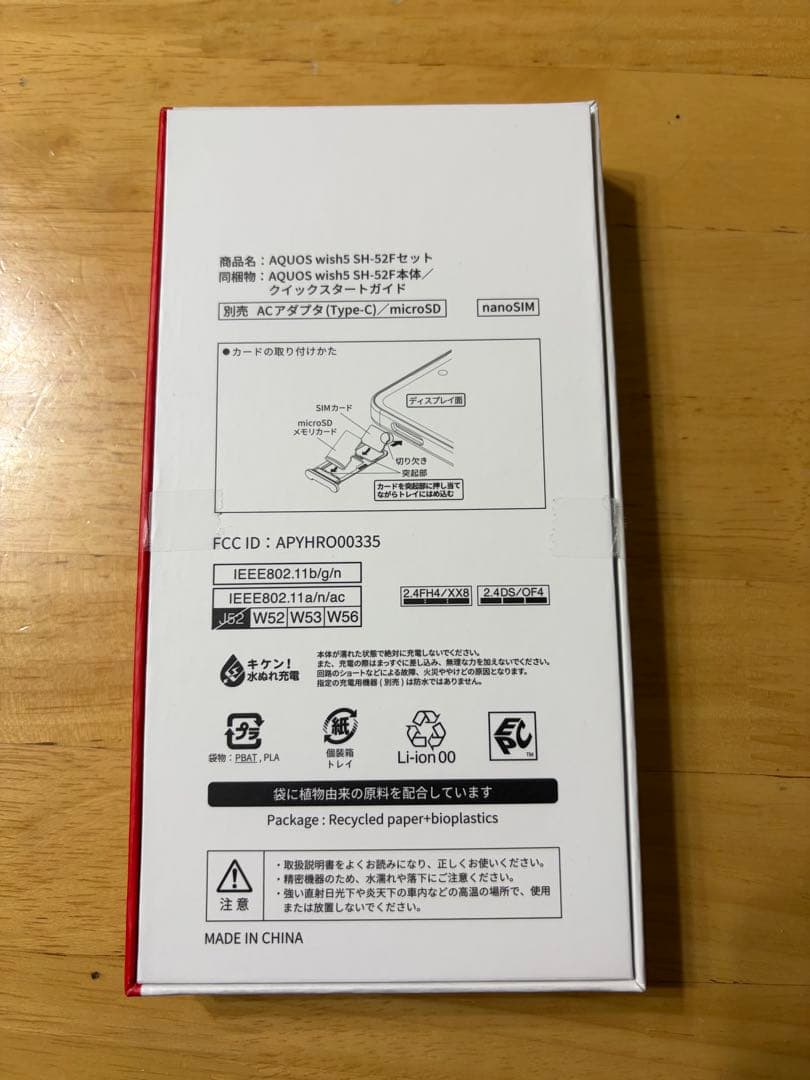 商品名：AQUOS wish5 SH-52Fセット
同梱物：AQUOS wish5 SH-52F本体／
クイックスタートガイド
別売 ACアダプタ(Type-C)／microSD
nanoSIM
●カードの取り付けかた
ディスプレイ面
SIMカード
microSD
メモリカード
切り欠き
突起部
カードを突起部に押し当て
ながらトレイにはめ込む
FCC ID：APYHRO00335
IEEE802.11b/g/n
IEEE802.11a/n/ac
J52 W52 W53 W56
2.4FH4/XX8
2.4DS/OF4
キケン！
水ぬれ充電
本体が濡れた状態で絶対に充電しないでください。
また、充電の際はまっすぐに差し込み、無理な力を加えないでください。
回路のショートなどによる故障、火災ややけどの原因となります。
指定の充電用機器(別売)は防水ではありません。
プラ
袋物：PBAT , PLA
紙
個装箱
トレイ
Li-ion 00
EPC
TM
袋に植物由来の原料を配合しています
Package : Recycled paper+bioplastics
注意
・取扱説明書をよくお読みになり、正しくお使いください。
・精密機器のため、水濡れや落下にご注意ください。
・強い直射日光下や炎天下の車内などの高温の場所で、使用
または放置しないでください。
MADE IN CHINA